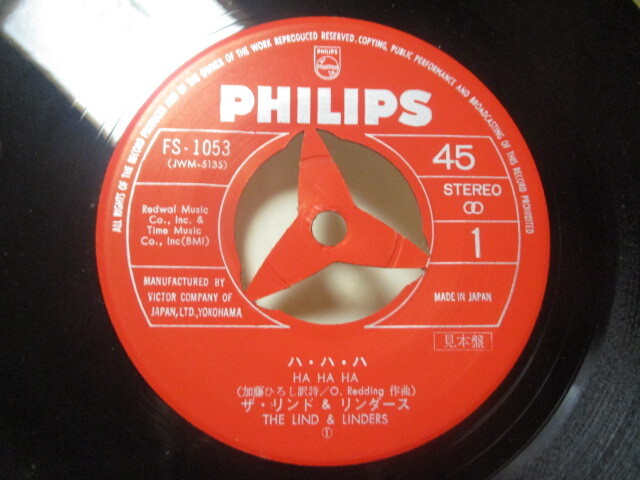 ALL RIGHTS OF THE RECORD PRODUCER AND OF THE OWNER OF THE WORK REPRODUCED RESERVED. COPYING, PUBLIC PERFORMANCE AND BROADCASTING OF THIS RECORD PROHIBITED
PHILIPS
PHILIPS
FS-1053
(JWM-5135)
45
STEREO
1
Redwal Music
Co., Inc. &
Time Music
Co., Inc(BMI)
MANUFACTURED BY
VICTOR COMPANY OF
JAPAN, LTD., YOKOHAMA
MADE IN JAPAN
見本盤
ハ・ハ・ハ
HA HA HA
(加藤ひろし訳詩/O. Redding 作曲)
ザ・リンド & リンダース
THE LIND & LINDERS
①